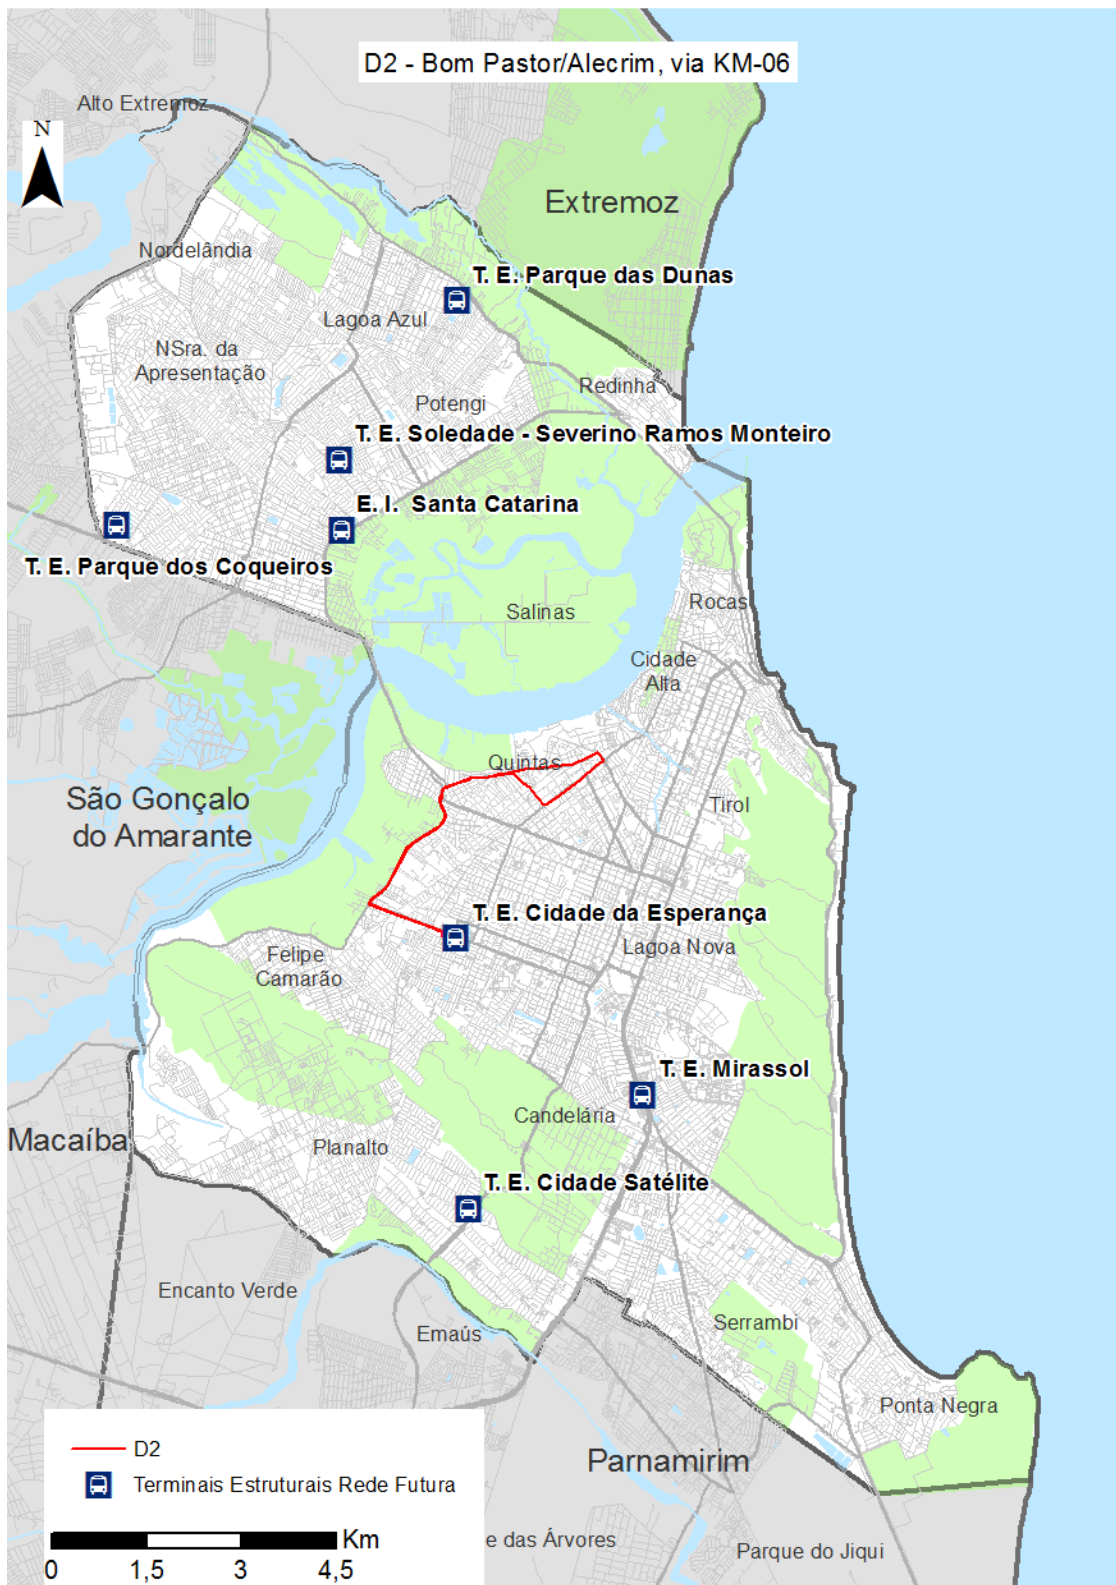 D2 - Bom Pastor/Alecrim, via KM-06
Alto Extremoz
N
Extremoz
Nordelândia
T. E. Parque das Dunas
Lagoa Azul
NSra. da
Apresentação
Redinha
Potengi
T. E. Soledade - Severino Ramos Monteiro
E. I. Santa Catarina
T. E. Parque dos Coqueiros
Rocas
Salinas
Cidade
Alta
Quintas
São Gonçalo
do Amarante
Tirol
T. E. Cidade da Esperança
Lagoa Nova
Felipe
Camarão
T. E. Mirassol
Candelária
Macaíba
Planalto
T. E. Cidade Satélite
Encanto Verde
Emaús
Serrambi
Ponta Negra
Parnamirim
D2
Terminais Estruturais Rede Futura
Km
0 1,5 3 4,5
e das Árvores
Parque do Jiqui